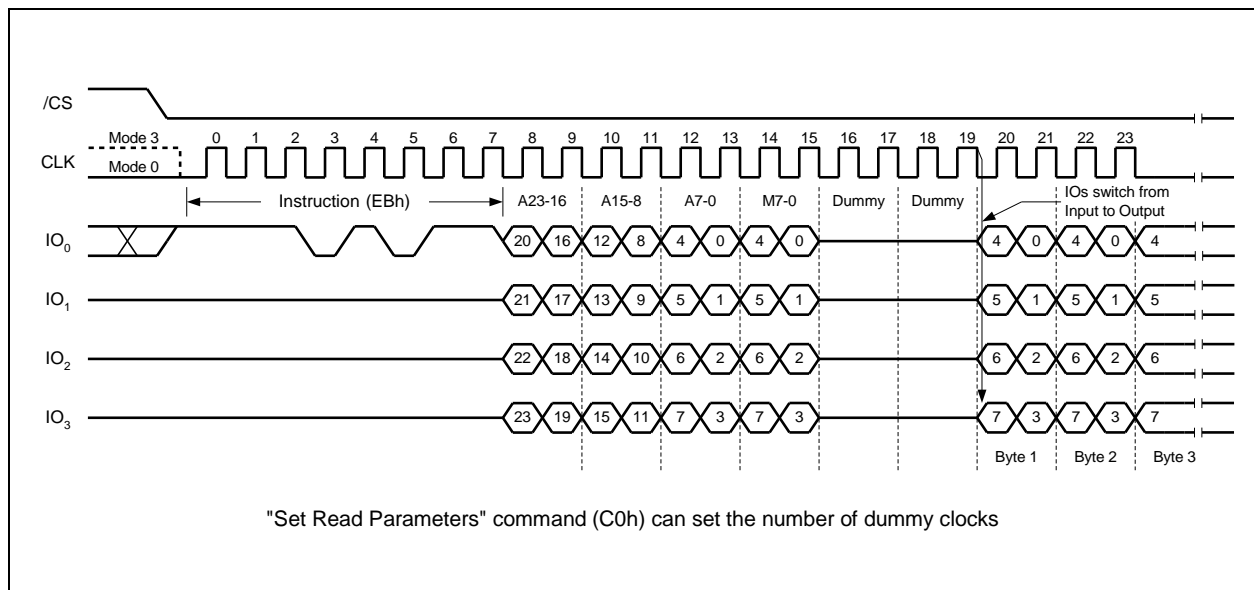 /CS
Mode 3
0 1 2 3 4 5 6 7 8 9 10 11 12 13 14 15 16 17 18 19 20 21 22 23
CLK
Mode 0
Instruction (EBh) A23-16 A15-8 A7-0 M7-0 Dummy Dummy
IOs switch from
Input to Output
IO0 20 16 12 8 4 0 4 0 4 0 4 0 4
IO1 21 17 13 9 5 1 5 1 5 1 5 1 5
IO2 22 18 14 10 6 2 6 2 6 2 6 2 6
IO3 23 19 15 11 7 3 7 3 7 3 7 3 7
Byte 1 Byte 2 Byte 3
"Set Read Parameters" command (C0h) can set the number of dummy clocks